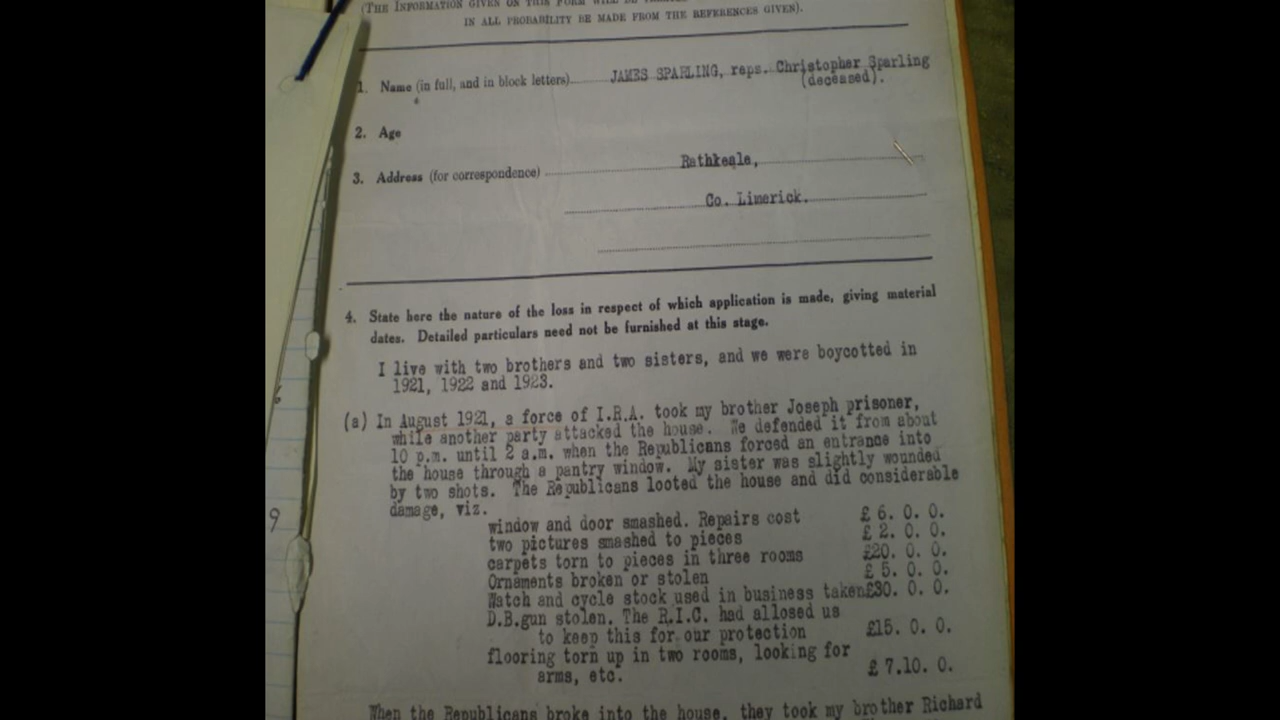 (THE INFORMATION GIVEN ON THIS FORM WILL BE
IN ALL PROBABILITY BE MADE FROM THE REFERENCES GIVEN).
1. Name (in full, and in block letters) JAMES SPARLING, reps. Christopher Sparling
(deceased).
2. Age
3. Address (for correspondence) Rathkeale,
Co. Limerick.
4. State here the nature of the loss in respect of which application is made, giving material
dates. Detailed particulars need not be furnished at this stage.
I live with two brothers and two sisters, and we were boycotted in
1921, 1922 and 1923.
(a) In August 1921, a force of I.R.A. took my brother Joseph prisoner,
while another party attacked the house. We defended it from about
10 p.m. until 2 a.m. when the Republicans forced an entrance into
the house through a pantry window. My sister was slightly wounded
by two shots. The Republicans looted the house and did considerable
damage, viz.
window and door smashed. Repairs cost £ 6. 0. 0.
two pictures smashed to pieces £ 2. 0. 0.
carpets torn to pieces in three rooms £20. 0. 0.
Ornaments broken or stolen £ 5. 0. 0.
Watch and cycle stock used in business taken£30. 0. 0.
D.B.gun stolen. The R.I.C. had allosed us
to keep this for our protection £15. 0. 0.
flooring torn up in two rooms, looking for
arms, etc. £ 7.10. 0.
When the Republicans broke into the house, they took my brother Richard
9